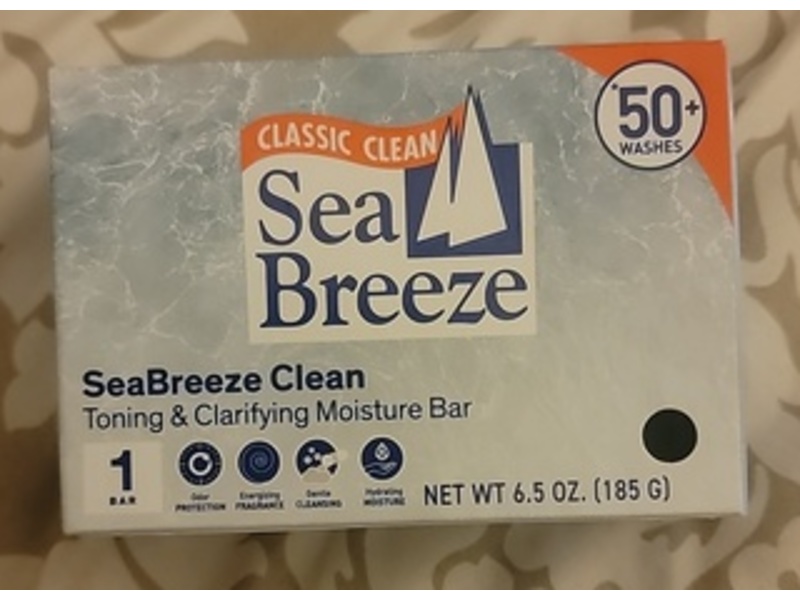 CLASSIC CLEAN
Sea
Breeze
*50+
WASHES
SeaBreeze Clean
Toning & Clarifying Moisture Bar
1
BAR
Odor
PROTECTION
Energizing
FRAGRANCE
Gentle
CLEANSING
Hydrating
MOISTURE
NET WT 6.5 OZ. (185 G)